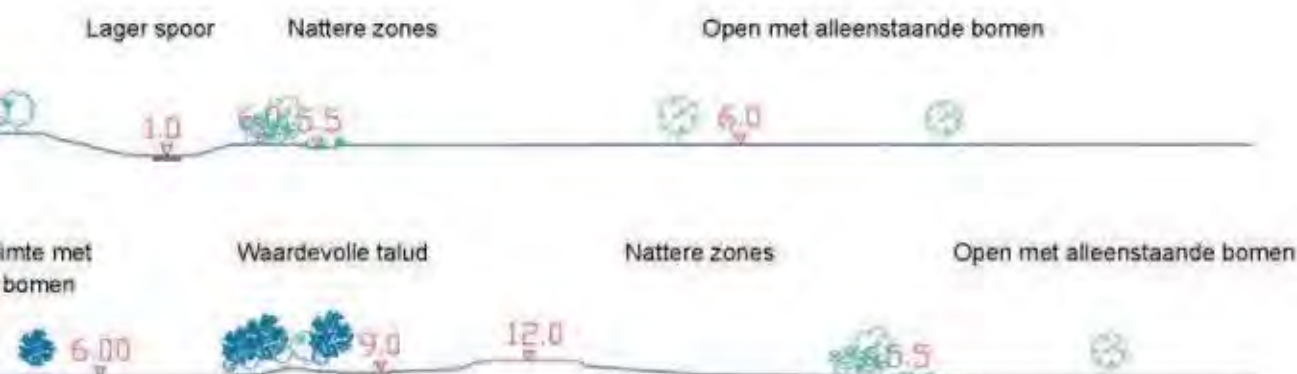 Lager spoor Nattere zones Open met alleenstaande bomen
1.0 6.0 5.5 6.0
imte met Waardevolle talud Nattere zones Open met alleenstaande bomen
bomen
6.00 9.0 12.0 5.5